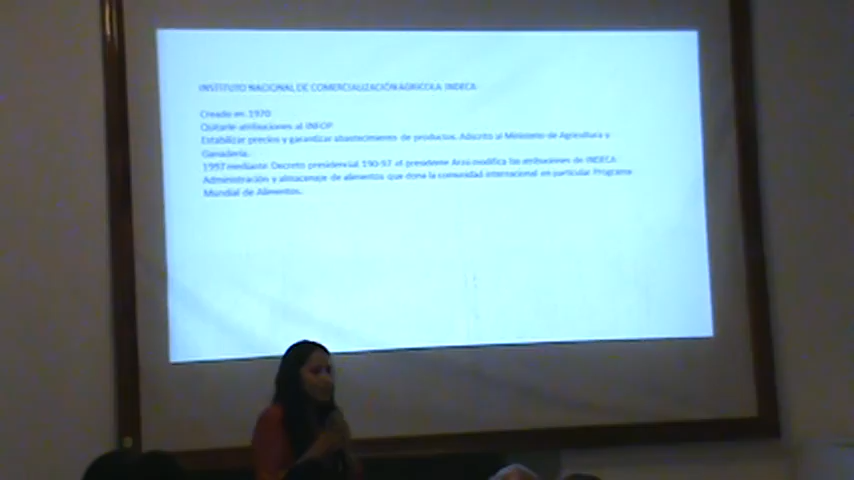 INSTITUTO NACIONAL DE COMERCIALIZACIÓN AGRICOLA INDECA
Creado en 1970
Quitarle atribuciones al INFOP
Estabilizar precios y garantizar abastecimiento de productos. Adscrito al Ministerio de Agricultura y
Ganadería.
1997 mediante Decreto presidencial 190-97 el presidente Arzú modifica las atribuciones de INDECA
Administración y almacenaje de alimentos que dona la comunidad internacional en particular Programa
Mundial de Alimentos.